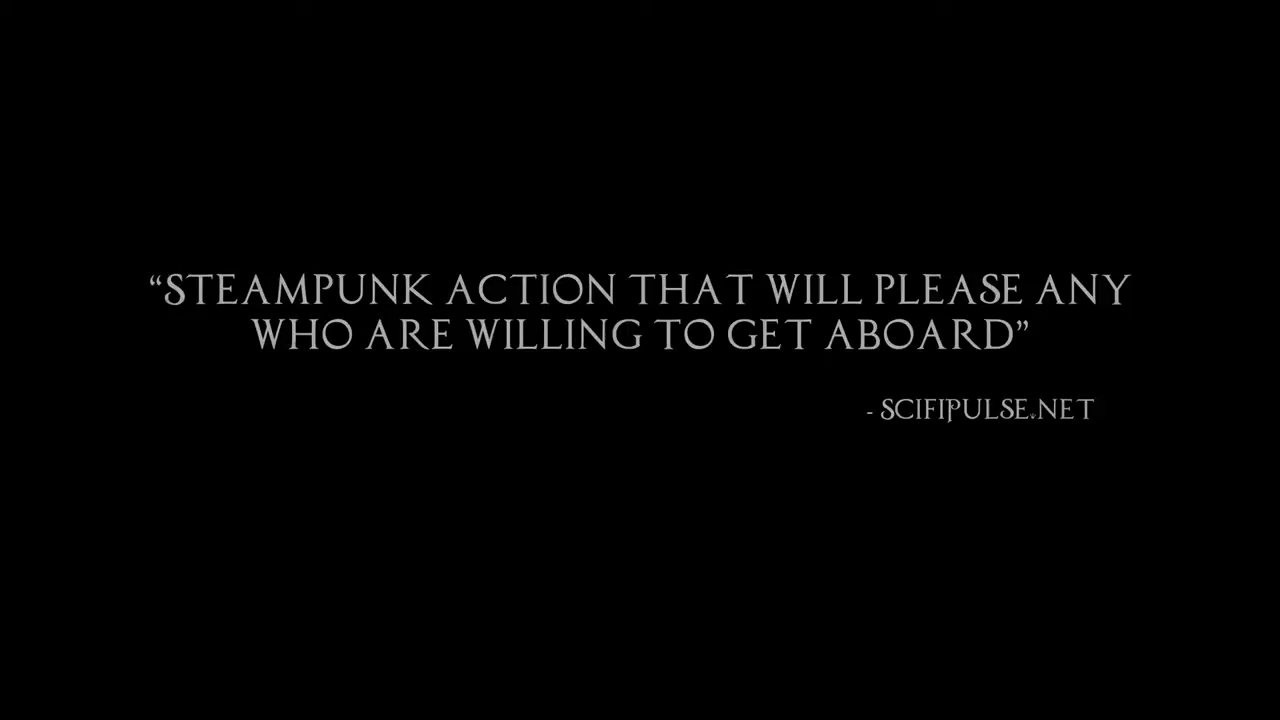 “STEAMPUNK ACTION THAT WILL PLEASE ANY
WHO ARE WILLING TO GET ABOARD”
- SCIFIPULSE.NET